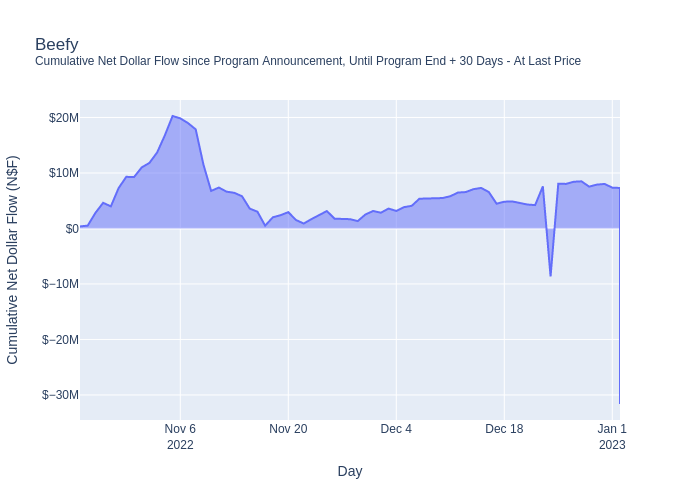 Beefy
Cumulative Net Dollar Flow since Program Announcement, Until Program End + 30 Days - At Last Price
Cumulative Net Dollar Flow (N$F)
$20M
$10M
$0
$−10M
$−20M
$−30M
Nov 6
2022
Nov 20
Dec 4
Dec 18
Jan 1
2023
Day